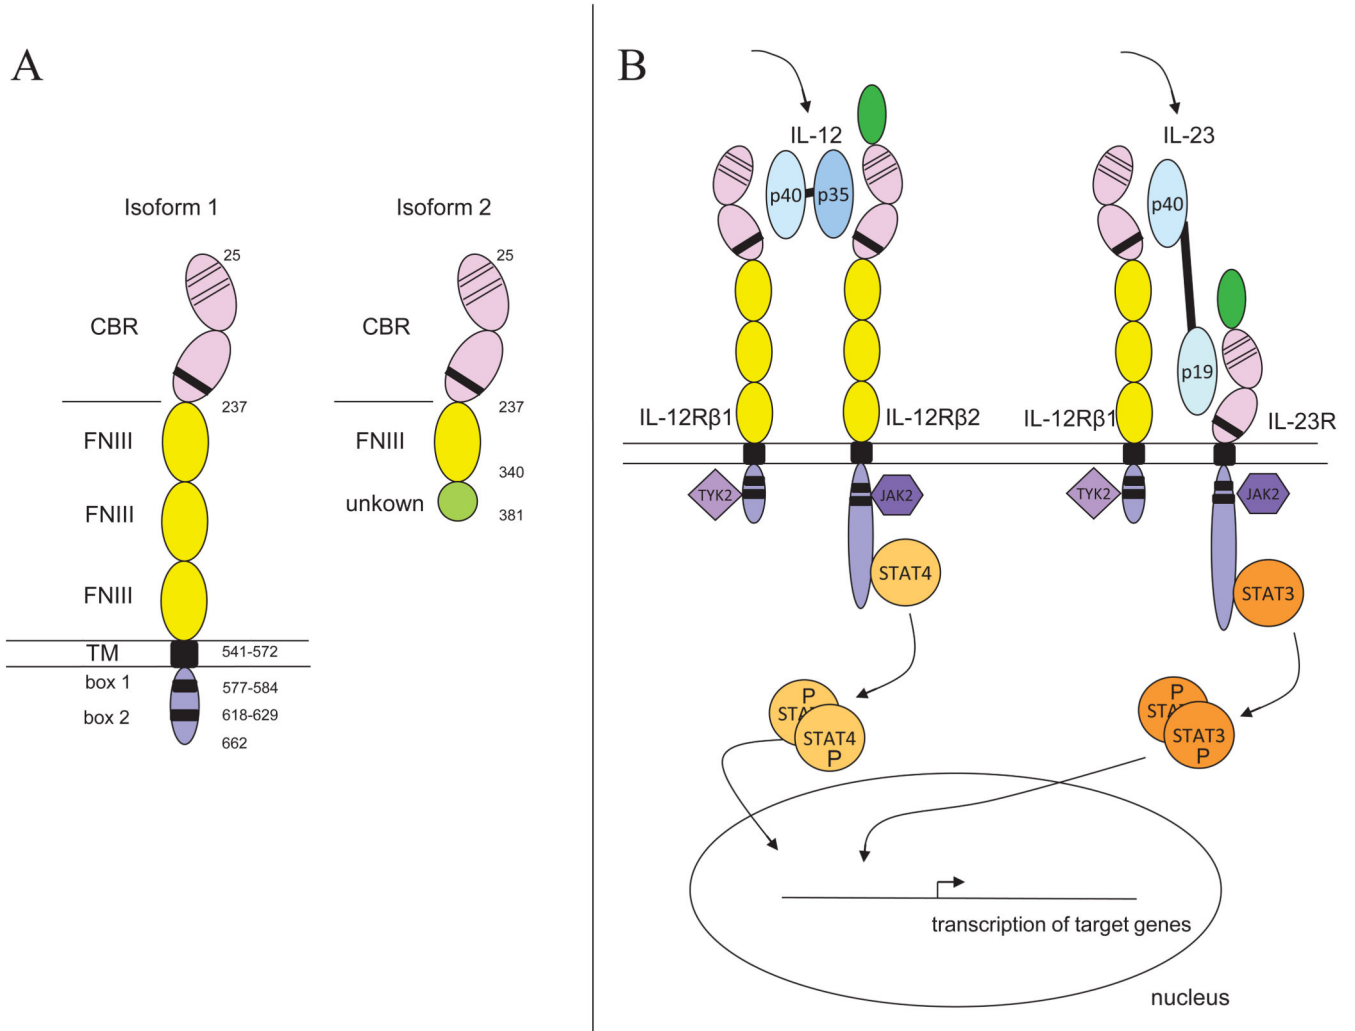 A
Isoform 1
Isoform 2
25
25
CBR
CBR
237
237
FNIII
FNIII
340
unkown
381
FNIII
FNIII
TM
541-572
box 1
577-584
box 2
618-629
662
B
IL-12
IL-23
p40
p35
p40
p19
IL-12Rβ1
IL-12Rβ2
IL-12Rβ1
IL-23R
TYK2
JAK2
TYK2
JAK2
STAT4
STAT3
P
STA
STAT4
P
P
STA
STAT3
P
transcription of target genes
nucleus